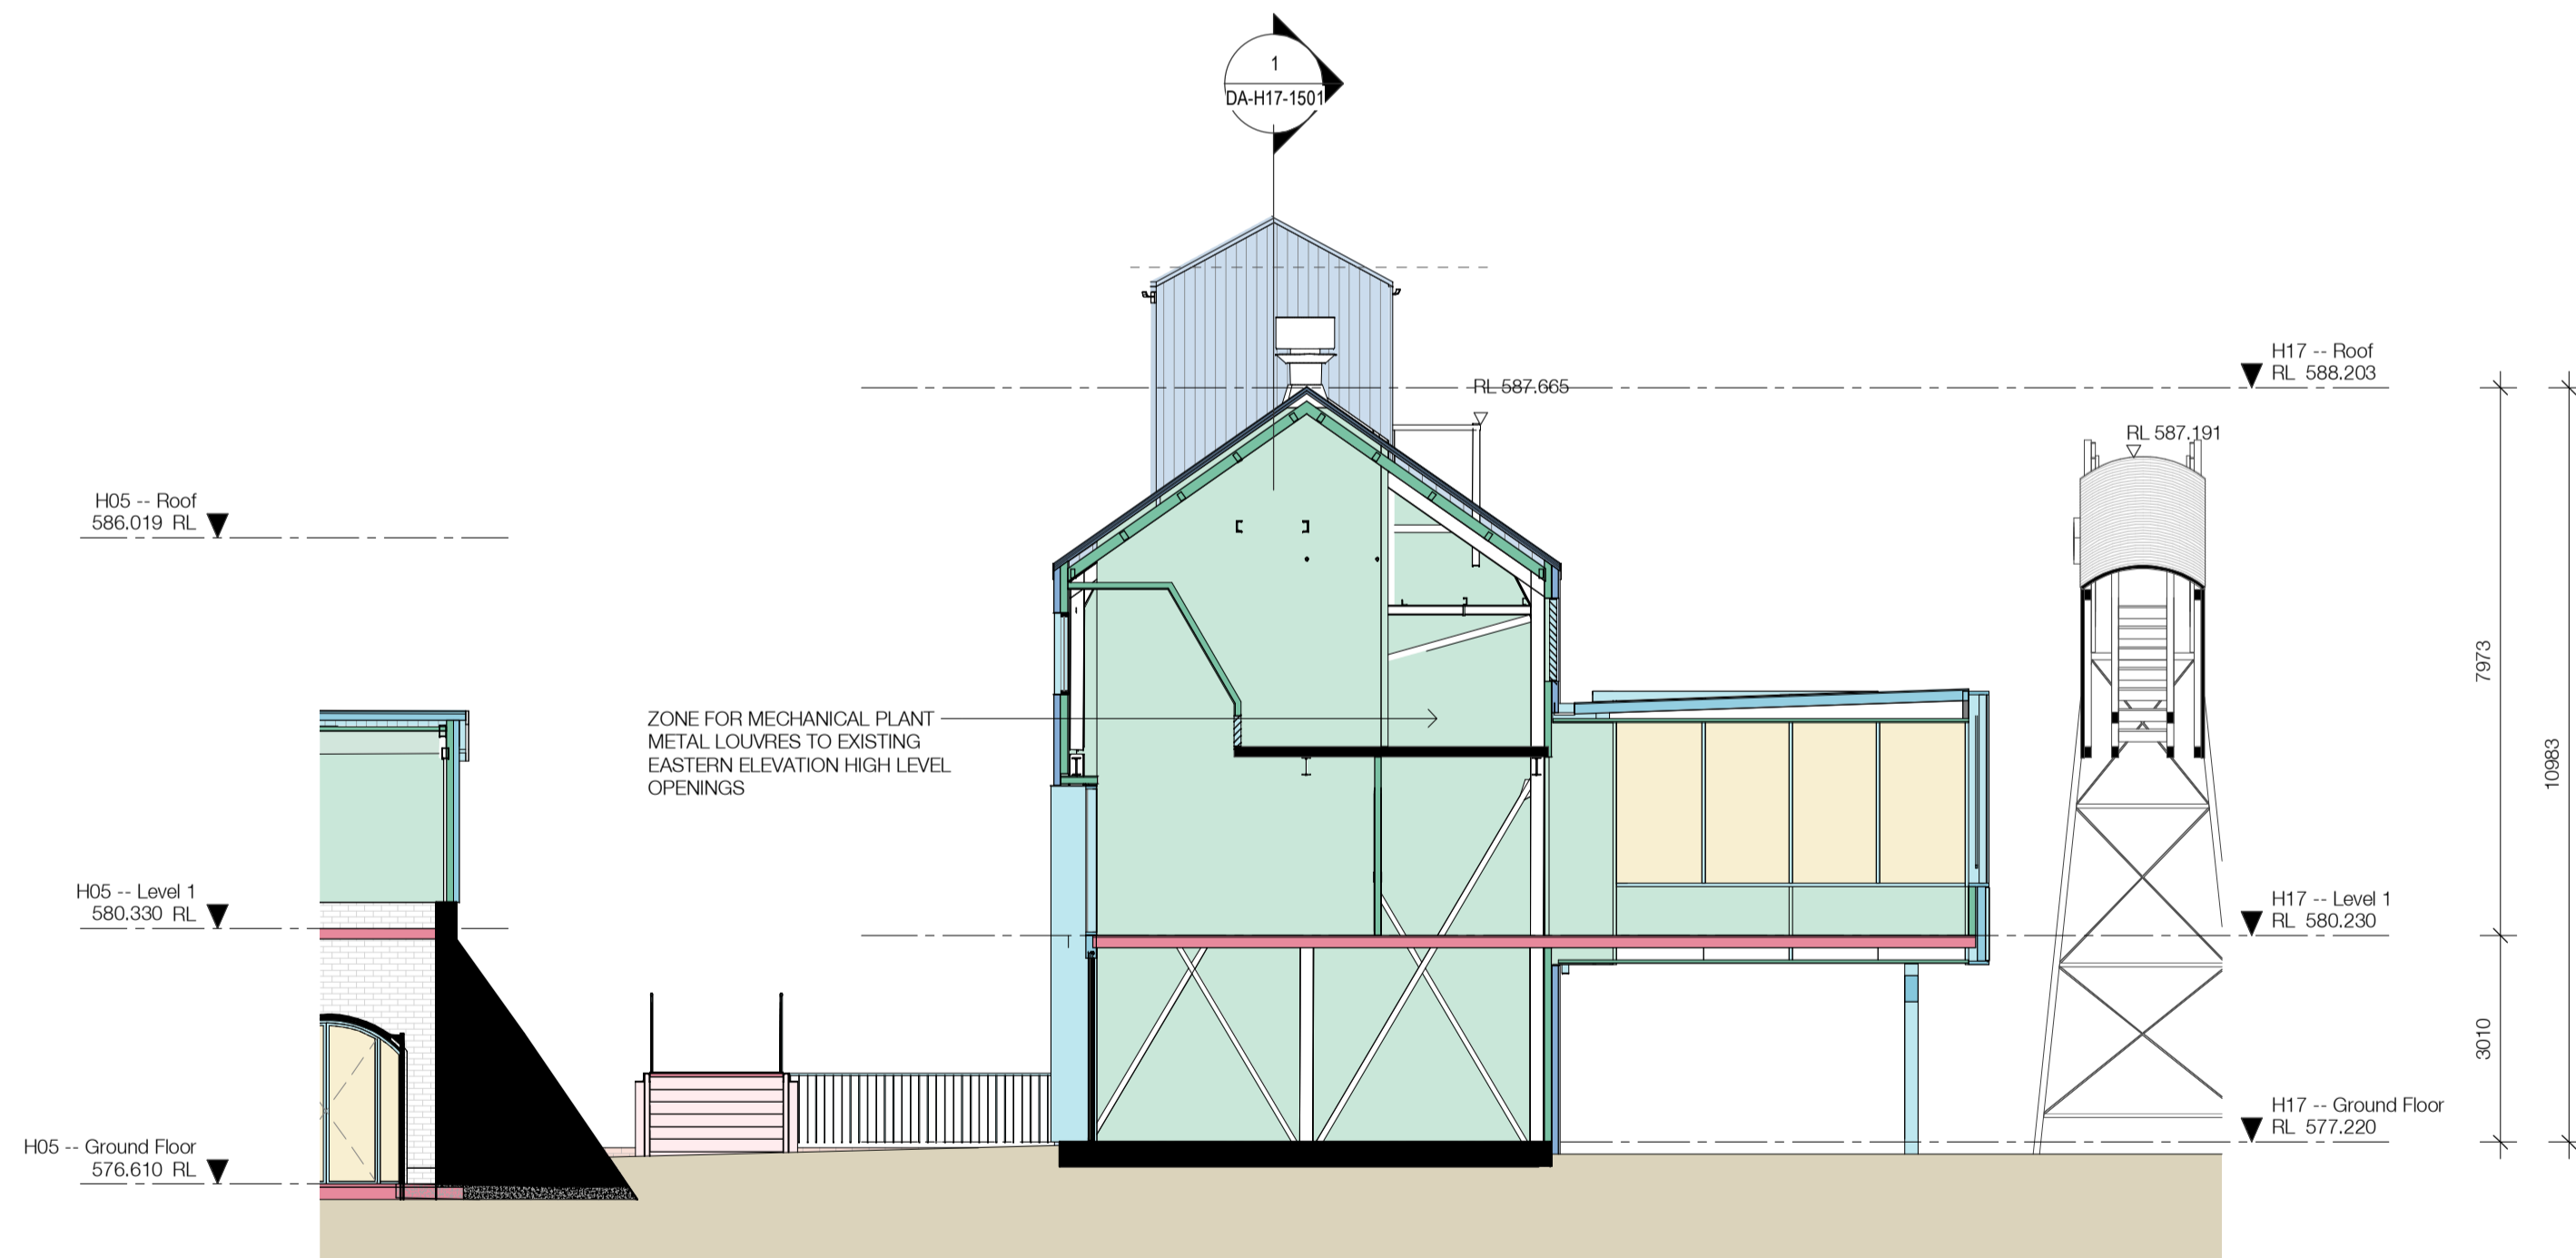 1
DA-H17-1501
H17 -- Roof
RL 588.203
RL 587.665
RL 587.191
H05 -- Roof
586.019 RL
7973
ZONE FOR MECHANICAL PLANT
METAL LOUVRES TO EXISTING
EASTERN ELEVATION HIGH LEVEL
OPENINGS
10983
H05 -- Level 1
580.330 RL
H17 -- Level 1
RL 580.230
3010
H17 -- Ground Floor
RL 577.220
H05 -- Ground Floor
576.610 RL